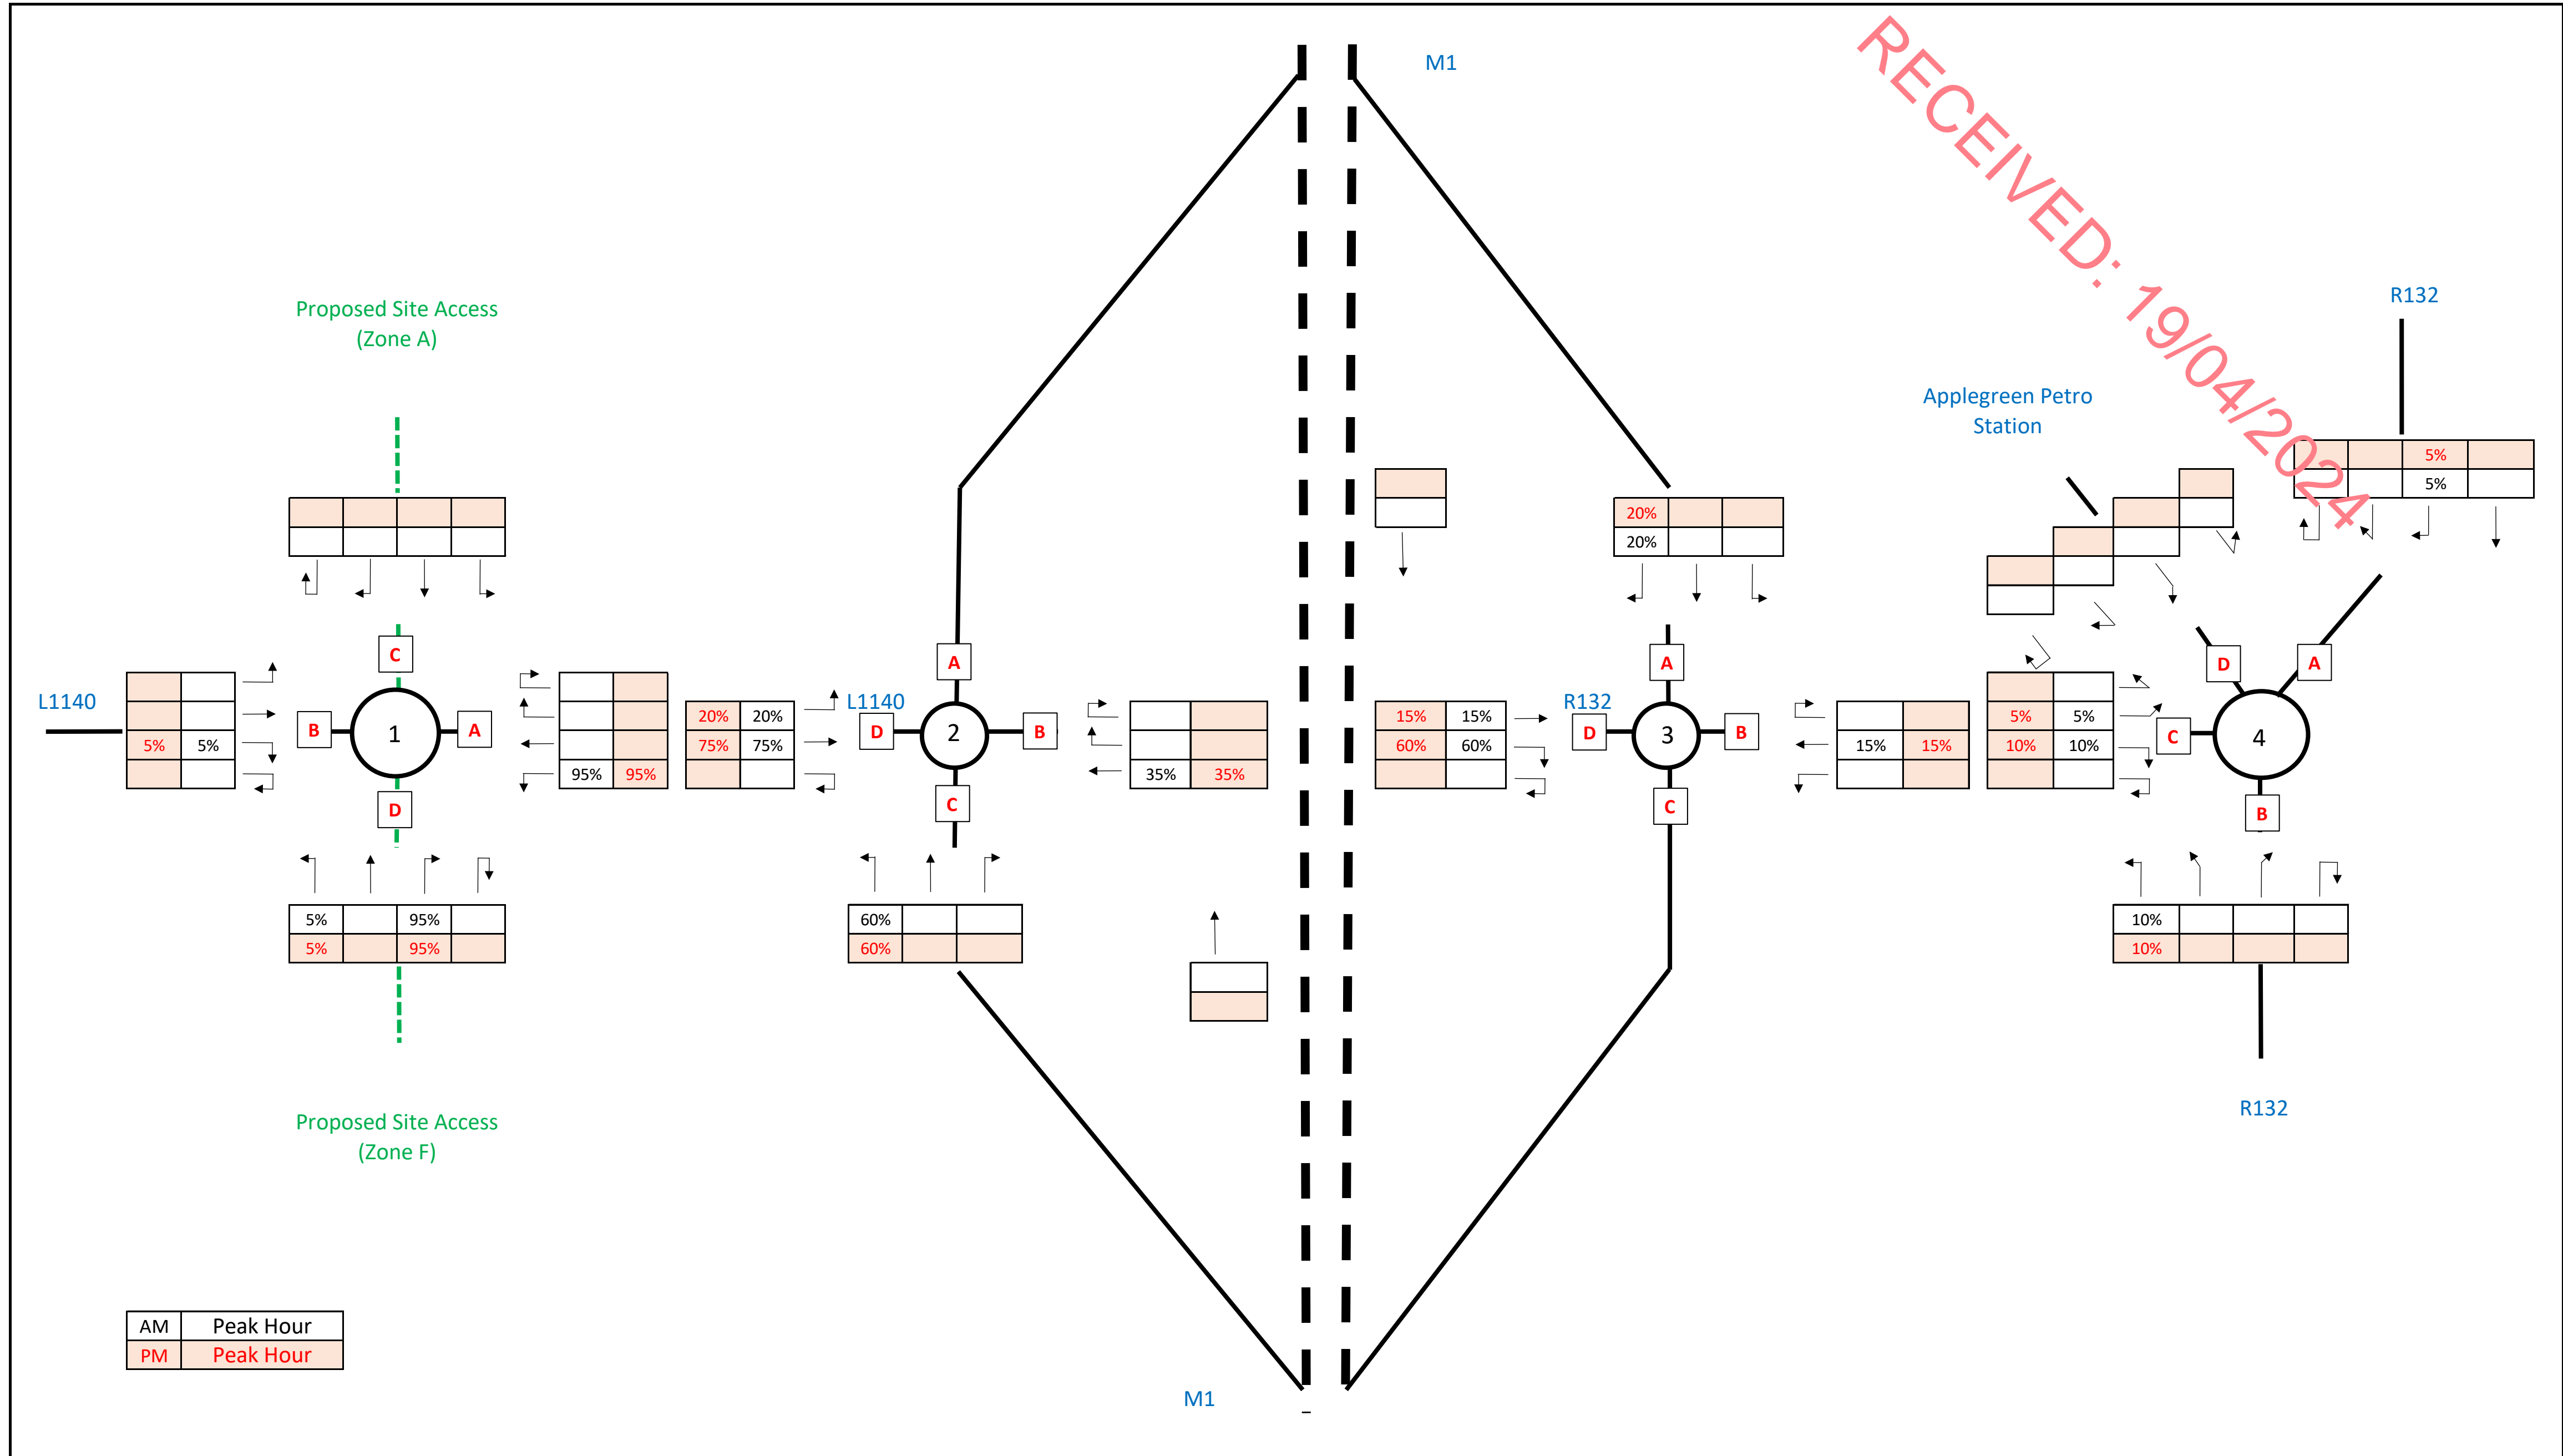 M1
RECEIVED: 19/04/2024
R132
Proposed Site Access
(Zone A)
Applegreen Petro
Station
5%
5%
20%
20%
C
A
A
D
A
L1140
5% 5%
B
1
A
95% 95%
20% 20%
75% 75%
L1140
D
2
B
35% 35%
15% 15%
60% 60%
R132
D
3
B
15% 15%
5% 5%
10% 10%
C
4
D
C
C
B
5% 95%
5% 95%
60%
60%
10%
10%
Proposed Site Access
(Zone F)
R132
AM Peak Hour
PM Peak Hour
M1